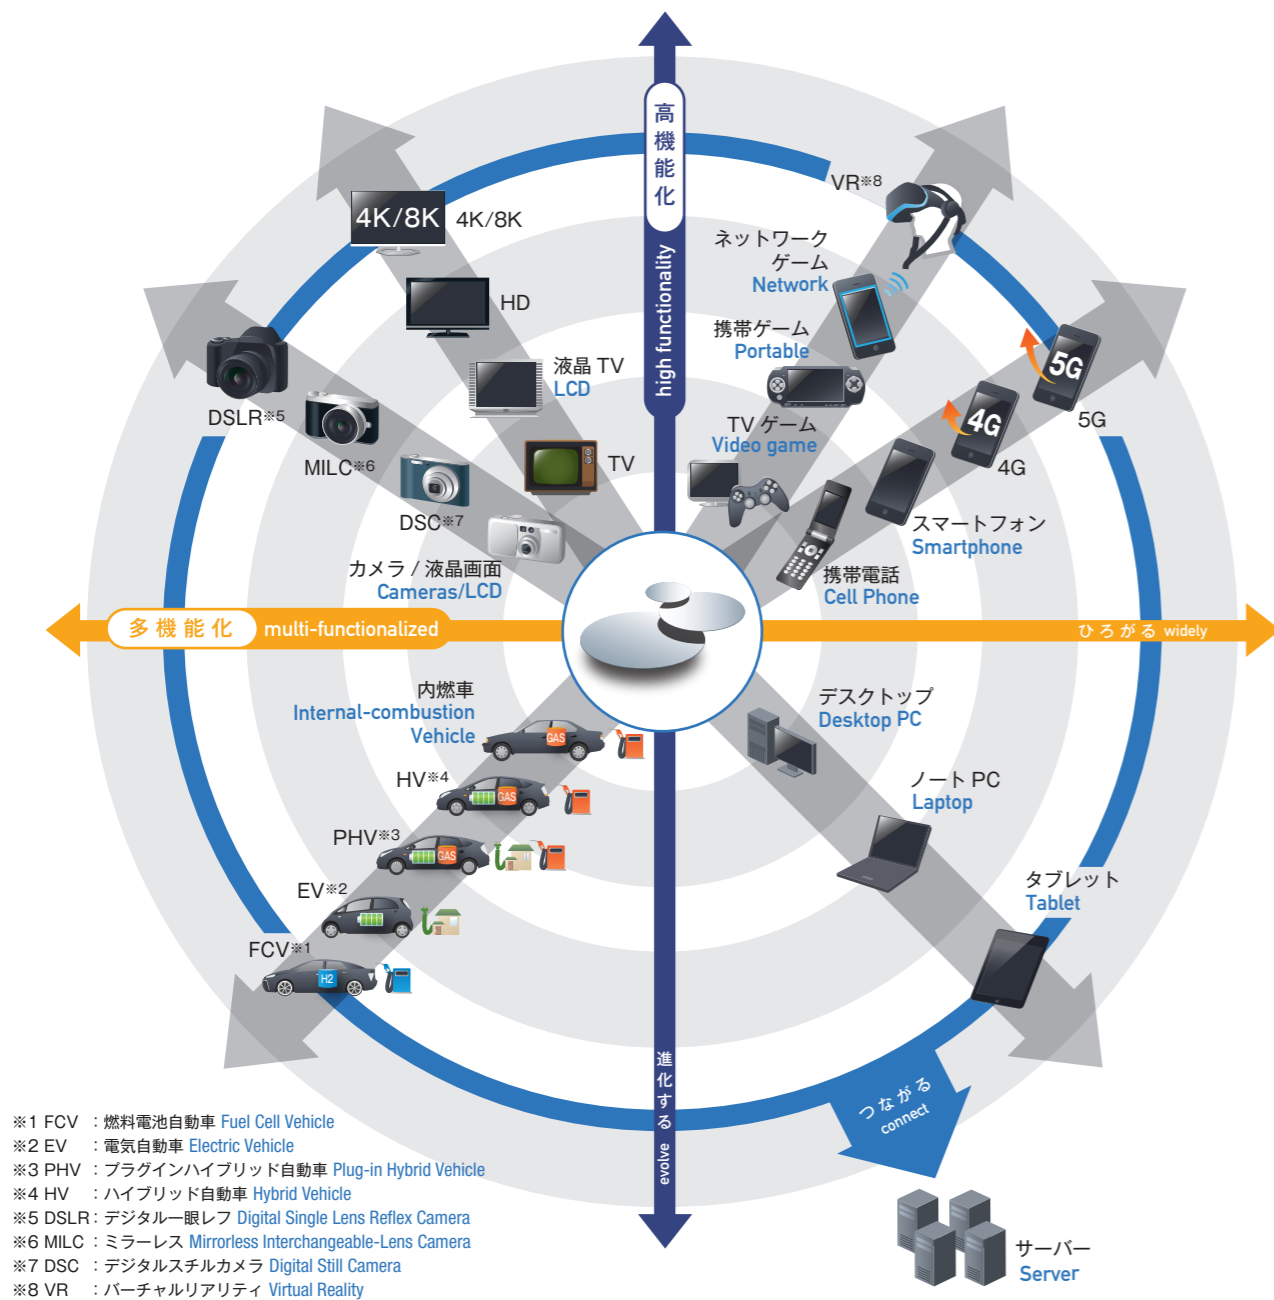 高機能化
high functionality
VR※8
4K/8K
4K/8K
ネットワーク
ゲーム
Network
HD
携帯ゲーム
Portable
液晶 TV
LCD
5G
5G
DSLR※5
4G
4G
TV ゲーム
Video game
MILC※6
TV
DSC※7
スマートフォン
Smartphone
カメラ / 液晶画面
Cameras/LCD
携帯電話
Cell Phone
多機能化
multi-functionalized
ひろがる widely
内燃車
Internal-combustion
Vehicle
GAS
デスクトップ
Desktop PC
HV※4
GAS
ノート PC
Laptop
PHV※3
GAS
EV※2
タブレット
Tablet
FCV※1
H2
進化する
evolve
つながる
connect
サーバー
Server
※1 FCV ：燃料電池自動車 Fuel Cell Vehicle
※2 EV ：電気自動車 Electric Vehicle
※3 PHV ：プラグインハイブリッド自動車 Plug-in Hybrid Vehicle
※4 HV ：ハイブリッド自動車 Hybrid Vehicle
※5 DSLR：デジタル一眼レフ Digital Single Lens Reflex Camera
※6 MILC ：ミラーレス Mirrorless Interchangeable-Lens Camera
※7 DSC ：デジタルスチルカメラ Digital Still Camera
※8 VR ：バーチャルリアリティ Virtual Reality